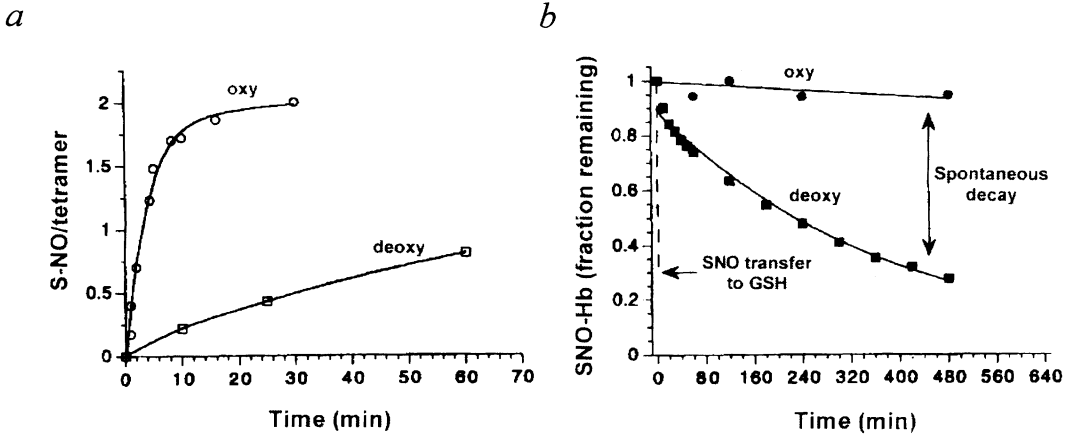 a
b
S-NO/tetramer
2
1.5
1
0.5
0
oxy
deoxy
0 10 20 30 40 50 60 70
Time (min)
SNO-Hb (fraction remaining)
1
0.8
0.6
0.4
0.2
0
oxy
deoxy
Spontaneous
decay
SNO transfer
to GSH
0 80 160 240 320 400 480 560 640
Time (min)